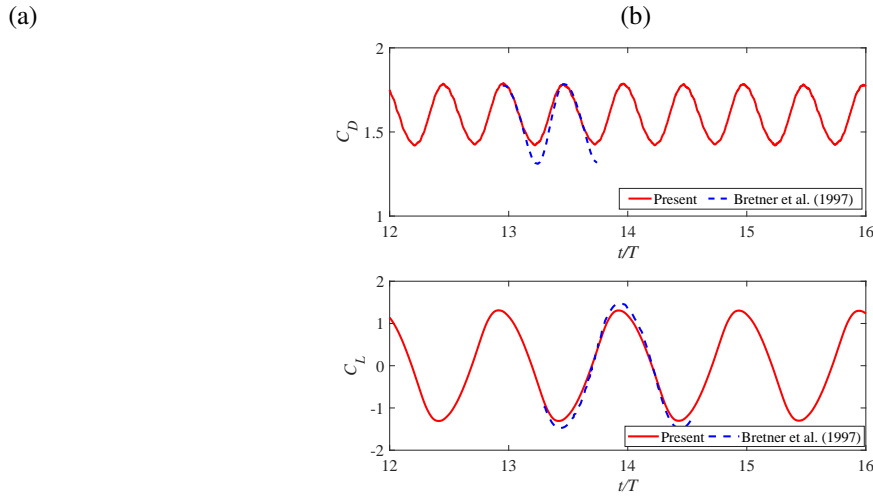 (a) (b)
2
1.5
1
C_D
12 13 14 15 16
t/T
Present Bretner et al. (1997)
2
1
0
-1
-2
C_L
12 13 14 15 16
t/T
Present Bretner et al. (1997)